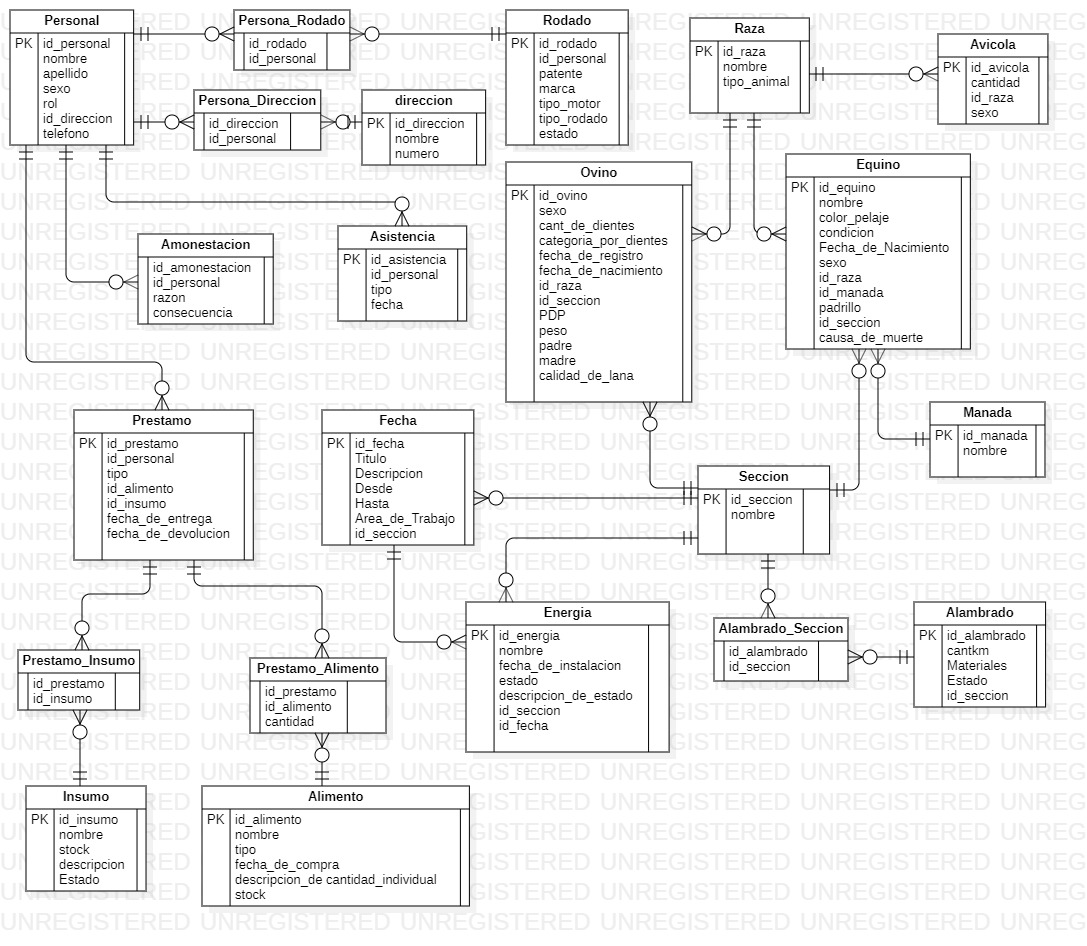 Personal
PK
id_personal
nombre
apellido
sexo
rol
id_direccion
telefono
Persona_Rodado
id_rodado
id_personal
Rodado
PK
id_rodado
id_personal
patente
marca
tipo_motor
tipo_rodado
estado
Raza
PK
id_raza
nombre
tipo_animal
Avicola
PK
id_avicola
cantidad
id_raza
sexo
Persona_Direccion
id_direccion
id_personal
direccion
PK
id_direccion
nombre
numero
Ovino
PK
id_ovino
sexo
cant_de_dientes
categoria_por_dientes
fecha_de_registro
fecha_de_nacimiento
id_raza
id_seccion
PDP
peso
padre
madre
calidad_de_lana
Equino
PK
id_equino
nombre
color_pelaje
condicion
Fecha_de_Nacimiento
sexo
id_raza
id_manada
padrillo
id_seccion
causa_de_muerte
Amonestacion
id_amonestacion
id_personal
razon
consecuencia
Asistencia
PK
id_asistencia
id_personal
tipo
fecha
Prestamo
PK
id_prestamo
id_personal
tipo
id_alimento
id_insumo
fecha_de_entrega
fecha_de_devolucion
Fecha
PK
id_fecha
Titulo
Descripcion
Desde
Hasta
Area_de_Trabajo
id_seccion
Manada
PK
id_manada
nombre
Seccion
PK
id_seccion
nombre
Energia
PK
id_energia
nombre
fecha_de_instalacion
estado
descripcion_de_estado
id_seccion
id_fecha
Alambrado_Seccion
id_alambrado
id_seccion
Alambrado
PK
id_alambrado
cantkm
Materiales
Estado
id_seccion
Prestamo_Insumo
id_prestamo
id_insumo
Prestamo_Alimento
id_prestamo
id_alimento
cantidad
Insumo
PK
id_insumo
nombre
stock
descripcion
Estado
Alimento
PK
id_alimento
nombre
tipo
fecha_de_compra
descripcion_de cantidad_individual
stock
UNREGISTERED